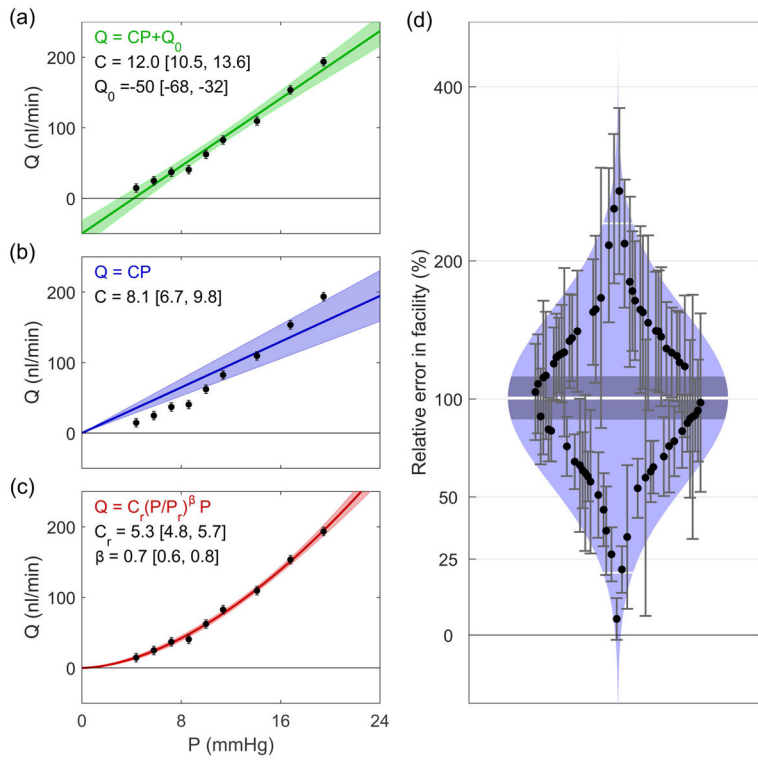 (a)
Q = CP+Q₀
C = 12.0 [10.5, 13.6]
Q₀ =-50 [-68, -32]
200
100
0
Q (nl/min)
(b)
Q = CP
C = 8.1 [6.7, 9.8]
200
100
0
Q (nl/min)
(c)
Q = Cᵣ(P/Pᵣ)^β P
Cᵣ = 5.3 [4.8, 5.7]
β = 0.7 [0.6, 0.8]
200
100
0
Q (nl/min)
0 8 16 24
P (mmHg)
(d)
400
200
100
50
25
0
Relative error in facility (%)